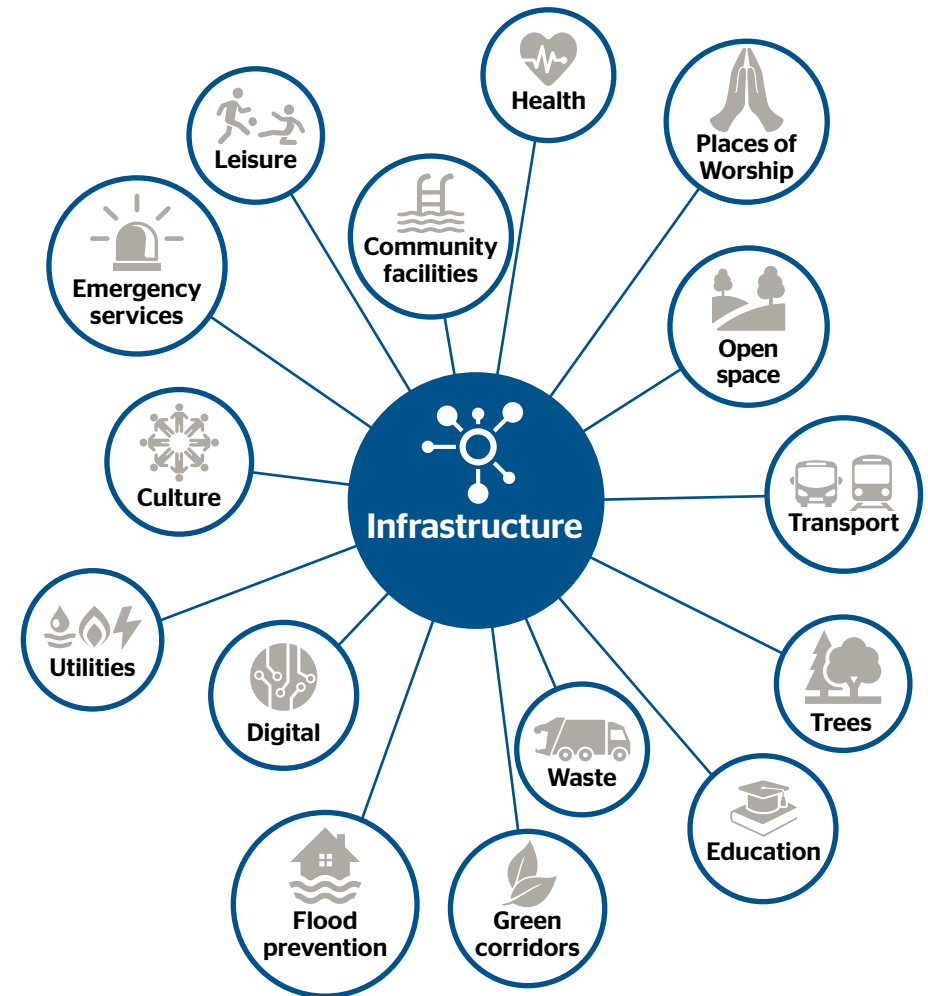 Health
Places of
Worship
Leisure
Community
facilities
Emergency
services
Open
space
Culture
Transport
Infrastructure
Utilities
Digital
Trees
Waste
Education
Flood
prevention
Green
corridors